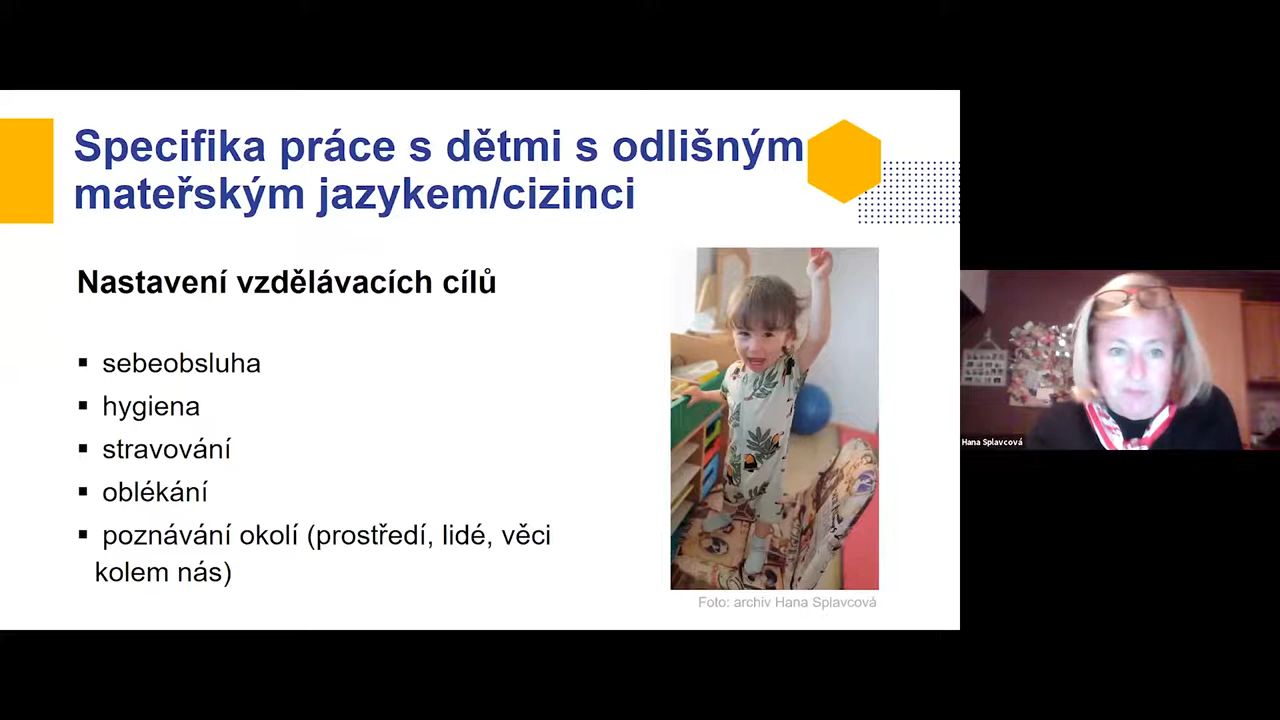 Specifika práce s dětmi s odlišným
mateřským jazykem/cizinci
Nastavení vzdělávacích cílů
▪ sebeobsluha
▪ hygiena
▪ stravování
▪ oblékání
▪ poznávání okolí (prostředí, lidé, věci
kolem nás)
Foto: archiv Hana Splavcová
Hana Splavcová